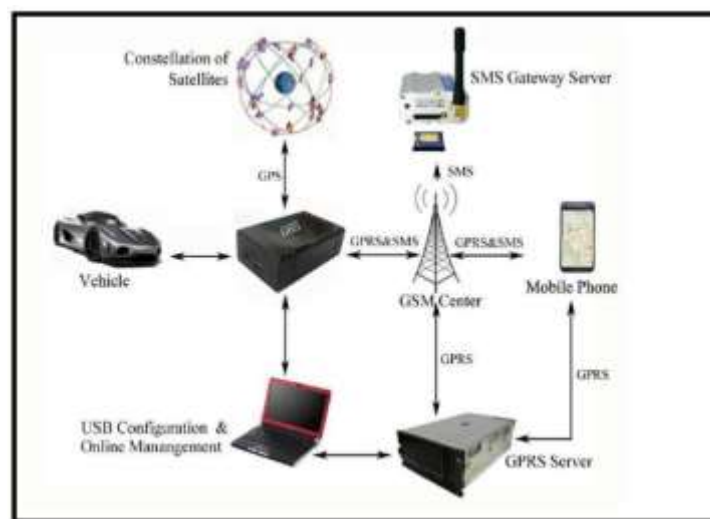 Constellation of
Satellites
SMS Gateway Server
GPS
SMS
GPRS&SMS
GPRS&SMS
Vehicle
GSM Center
Mobile Phone
GPRS
GPRS
USB Configuration &
Online Manangement
GPRS Server